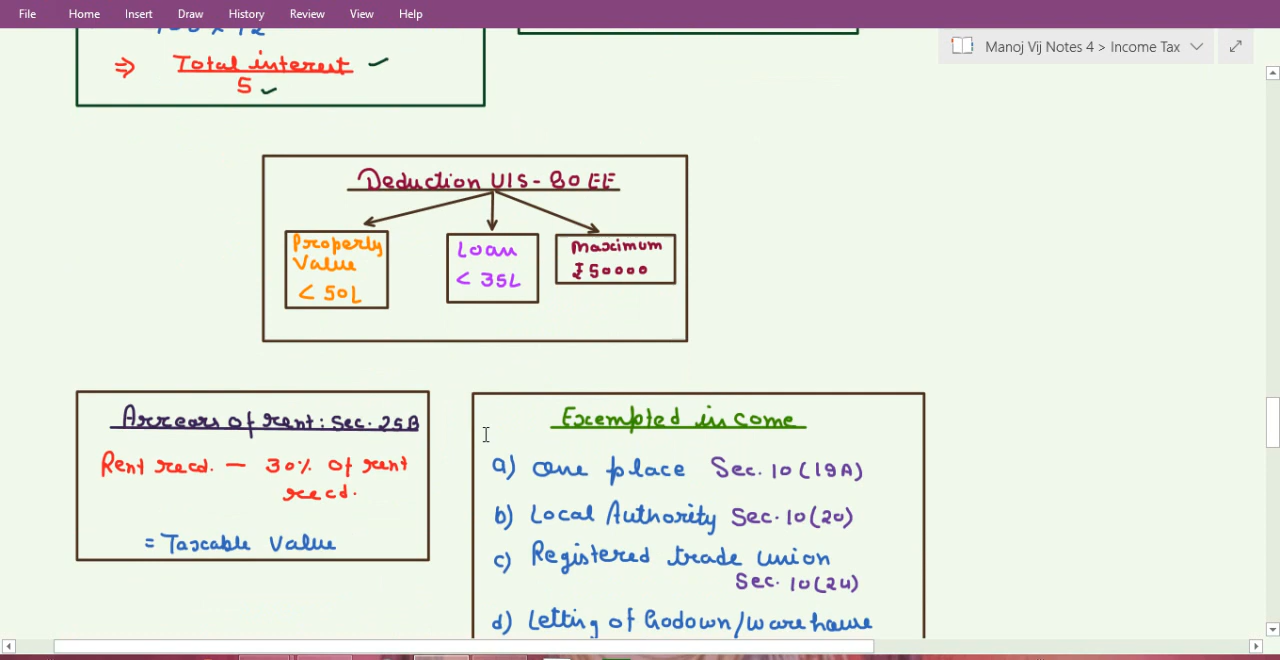 File Home Insert Draw History Review View Help
Manoj Vij Notes 4 > Income Tax
⇒ Total interest ✓
5 ✓
Deduction U/S - 80 EE
Property
Value
< 50L
Loan
< 35L
Maximum
₹50000
Arrears of rent: Sec. 25B
Rent recd. — 30% of rent
recd.
= Taxable Value
Exempted income
a) one place Sec. 10 (19A)
b) Local Authority Sec. 10 (20)
c) Registered trade union
Sec. 10 (24)
d) Letting of Godown/warehouse